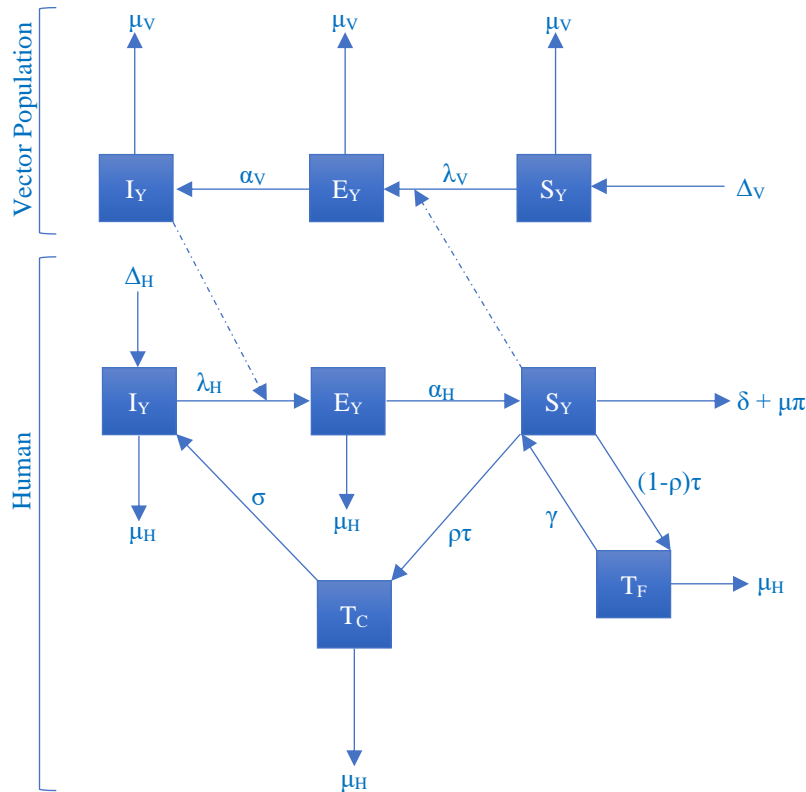 Vector Population
μV
μV
μV
IY
αV
EY
λV
SY
ΔV
Human
ΔH
IY
λH
EY
αH
SY
δ + μπ
μH
σ
μH
ρτ
γ
(1-ρ)τ
TC
TF
μH
μH